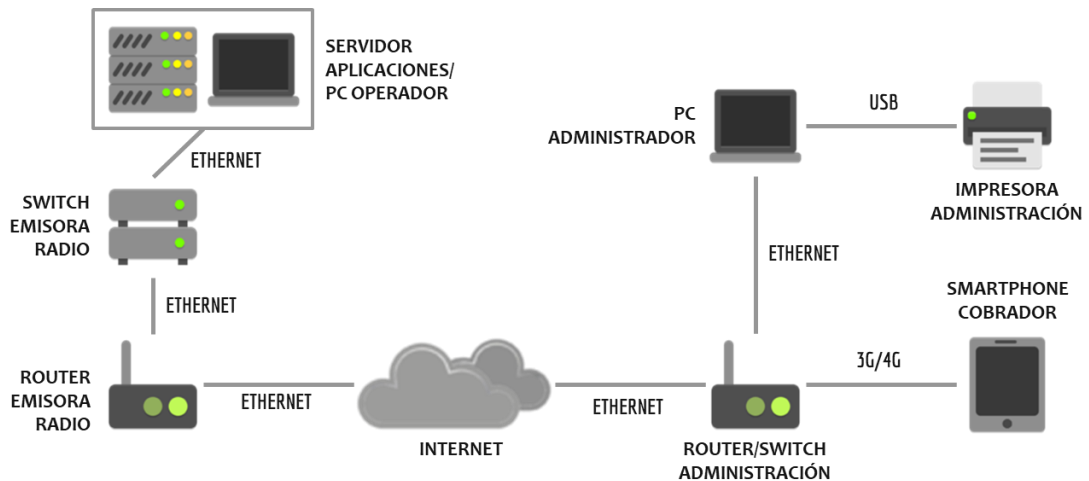 SERVIDOR
APLICACIONES/
PC OPERADOR
ETHERNET
SWITCH
EMISORA
RADIO
ETHERNET
ROUTER
EMISORA
RADIO
ETHERNET
INTERNET
ETHERNET
ROUTER/SWITCH
ADMINISTRACIÓN
ETHERNET
PC
ADMINISTRADOR
USB
IMPRESORA
ADMINISTRACIÓN
3G/4G
SMARTPHONE
COBRADOR